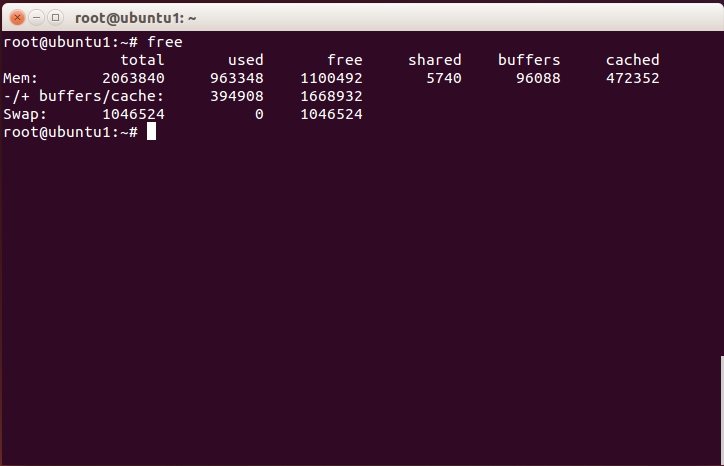 root@ubuntu1: ~
root@ubuntu1:~# free
             total       used       free     shared    buffers     cached
Mem:       2063840     963348    1100492       5740      96088     472352
-/+ buffers/cache:     394908    1668932
Swap:      1046524          0    1046524
root@ubuntu1:~#